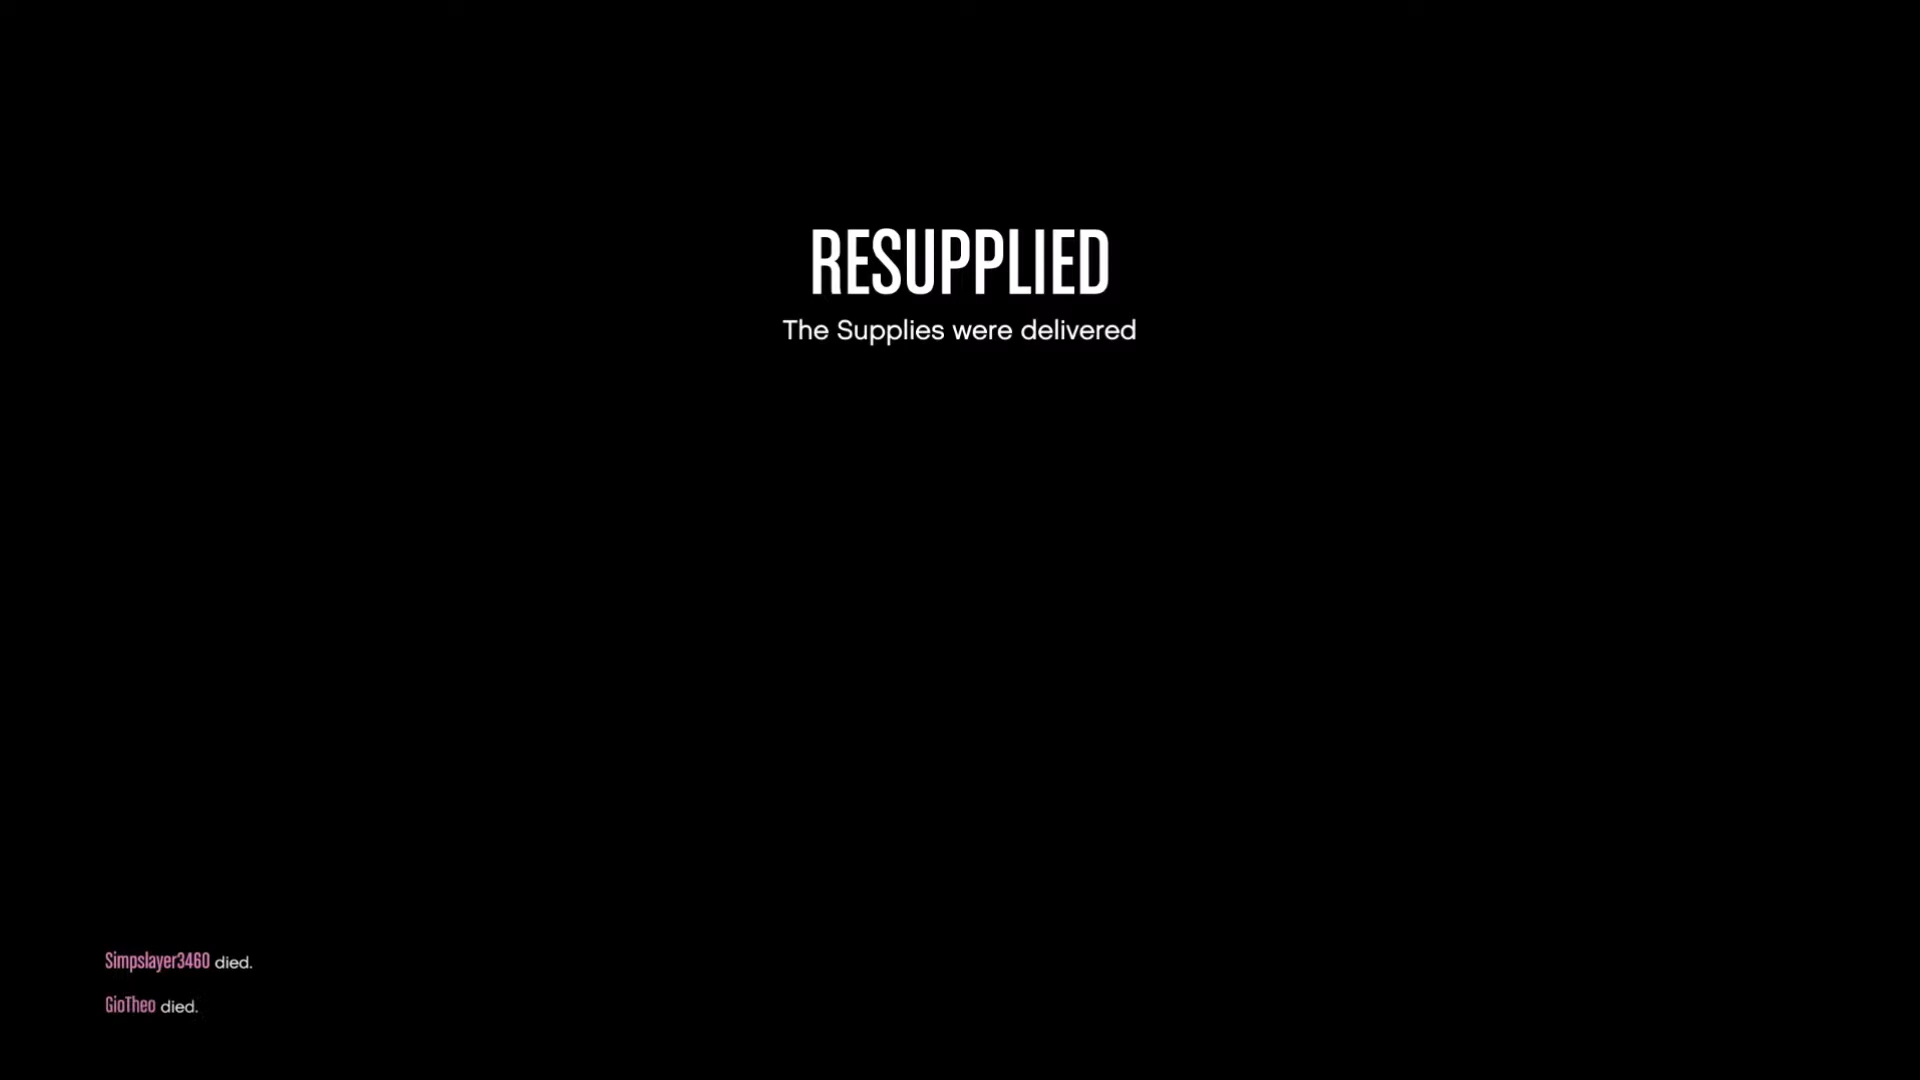 RESUPPLIED
The Supplies were delivered
Simpslayer3460 died.
GioTheo died.